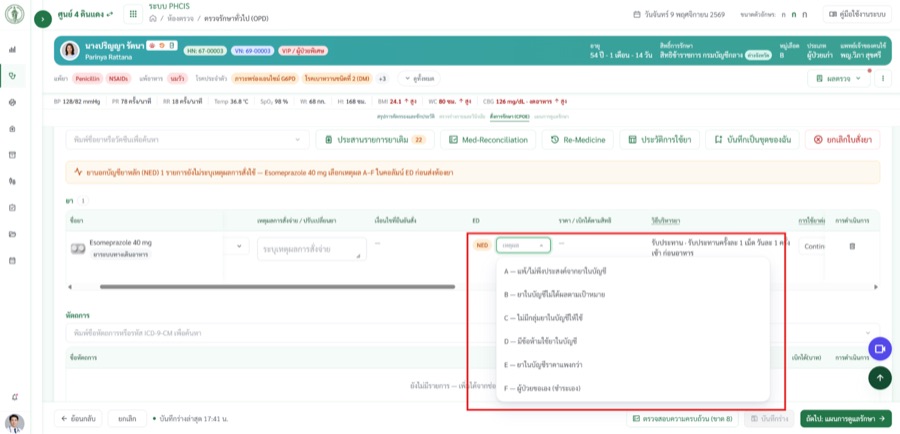 ระบบ PHCIS
ศูนย์ 4 ดินแดง
ห้องตรวจ / ตรวจรักษาทั่วไป (OPD)
วันจันทร์ 9 พฤศจิกายน 2569
ขนาดตัวอักษร: ก ก ก
คู่มือใช้งานระบบ
นางปริญญา รัตนา
Parinya Rattana
HN: 67-00003
VN: 69-00003
VIP / ผู้ป่วยพิเศษ
อายุ
54 ปี - 1 เดือน - 14 วัน
สิทธิการรักษา
สิทธิข้าราชการ กรมบัญชีกลาง
หมู่เลือด
B
ประเภท
ผู้ป่วยเก่า
แพ้ยา Penicillin NSAIDs แพ้อาหาร นมวัว โรคประจำตัว ภาวะพร่องเอนไซม์ G6PD โรคเบาหวานชนิดที่ 2 (DM) +3 ดูทั้งหมด
ผลตรวจ
BP 128/82 mmHg PR 78 ครั้ง/นาที RR 18 ครั้ง/นาที Temp 36.8 °C SpO₂ 98 % Wt 68 กก. Ht 168 ซม. BMI 24.1 ↑ สูง WC 80 ซม. ↑ สูง CBG 126 mg/dL - งดอาหาร ↑ สูง
สั่งการรักษา (CPOE)
พิมพ์ชื่อยาหรือวัคซีนเพื่อค้นหา
ประสานรายการยาเดิม 22
Med-Reconciliation
Re-Medicine
ประวัติการใช้ยา
บันทึกเป็นชุดของฉัน
ยกเลิกใบสั่งยา
ยานอกบัญชียาหลัก (NED) 1 รายการยังไม่ระบุเหตุผลการสั่งใช้ — Esomeprazole 40 mg เลือกเหตุผล A–F ในคอลัมน์ ED ก่อนส่งห้องยา
ยา 1
ชื่อยา
เหตุผลการสั่งจ่าย / ปรับเปลี่ยนยา
เงื่อนไขที่ยืนยันสั่ง
ED
ราคา / เบิกได้ตามสิทธิ
วิธีบริหารยา
การดำเนินการ
Esomeprazole 40 mg
ยาระบบทางเดินอาหาร
ระบุเหตุผลการสั่งจ่าย
—
NED
เหตุผล
—
รับประทาน · รับประทานครั้งละ 1 เม็ด วันละ 1 ครั้ง
เช้า ก่อนอาหาร
Contin
A — แพ้/ไม่พึงประสงค์จากยาในบัญชี
B — ยาในบัญชีไม่ได้ผลตามเป้าหมาย
C — ไม่มีกลุ่มยาในบัญชีให้ใช้
D — มีข้อห้ามใช้ยาในบัญชี
E — ยาในบัญชีราคาแพงกว่า
F — ผู้ป่วยขอเอง (ชำระเอง)
หัตถการ
พิมพ์ชื่อหัตถการหรือรหัส ICD-9-CM เพื่อค้นหา
ชื่อหัตถการ
เบิกได้(บาท)
การดำเนินการ
ย้อนกลับ
ยกเลิก
บันทึกร่างล่าสุด 17:41 น.
ตรวจสอบความครบถ้วน (ขาด 8)
บันทึกร่าง
ถัดไป: แผนการดูแลรักษา